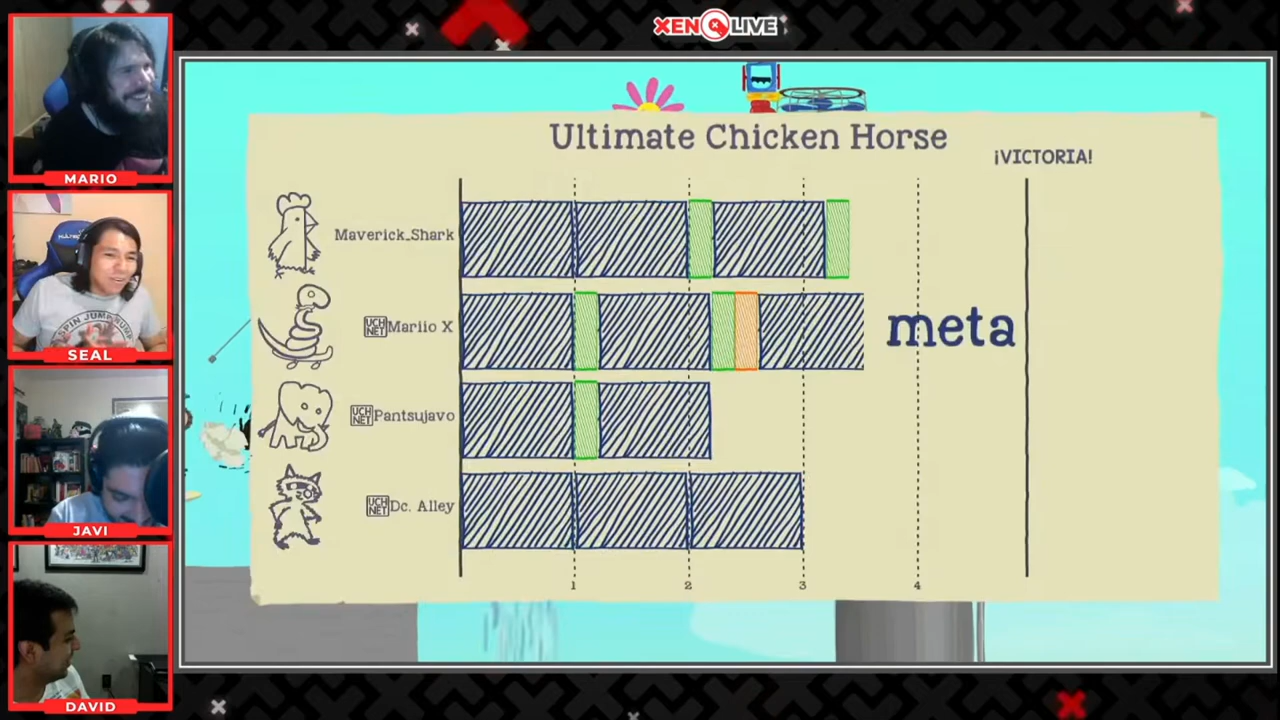 XENOLIVE
Ultimate Chicken Horse
¡VICTORIA!
Maverick_Shark
UCH NET Mariio X
meta
UCH NET Pantsujavo
UCH NET Dc. Alley
1 2 3 4
MARIO
SEAL
SPIN JUMP
JAVI
DAVID